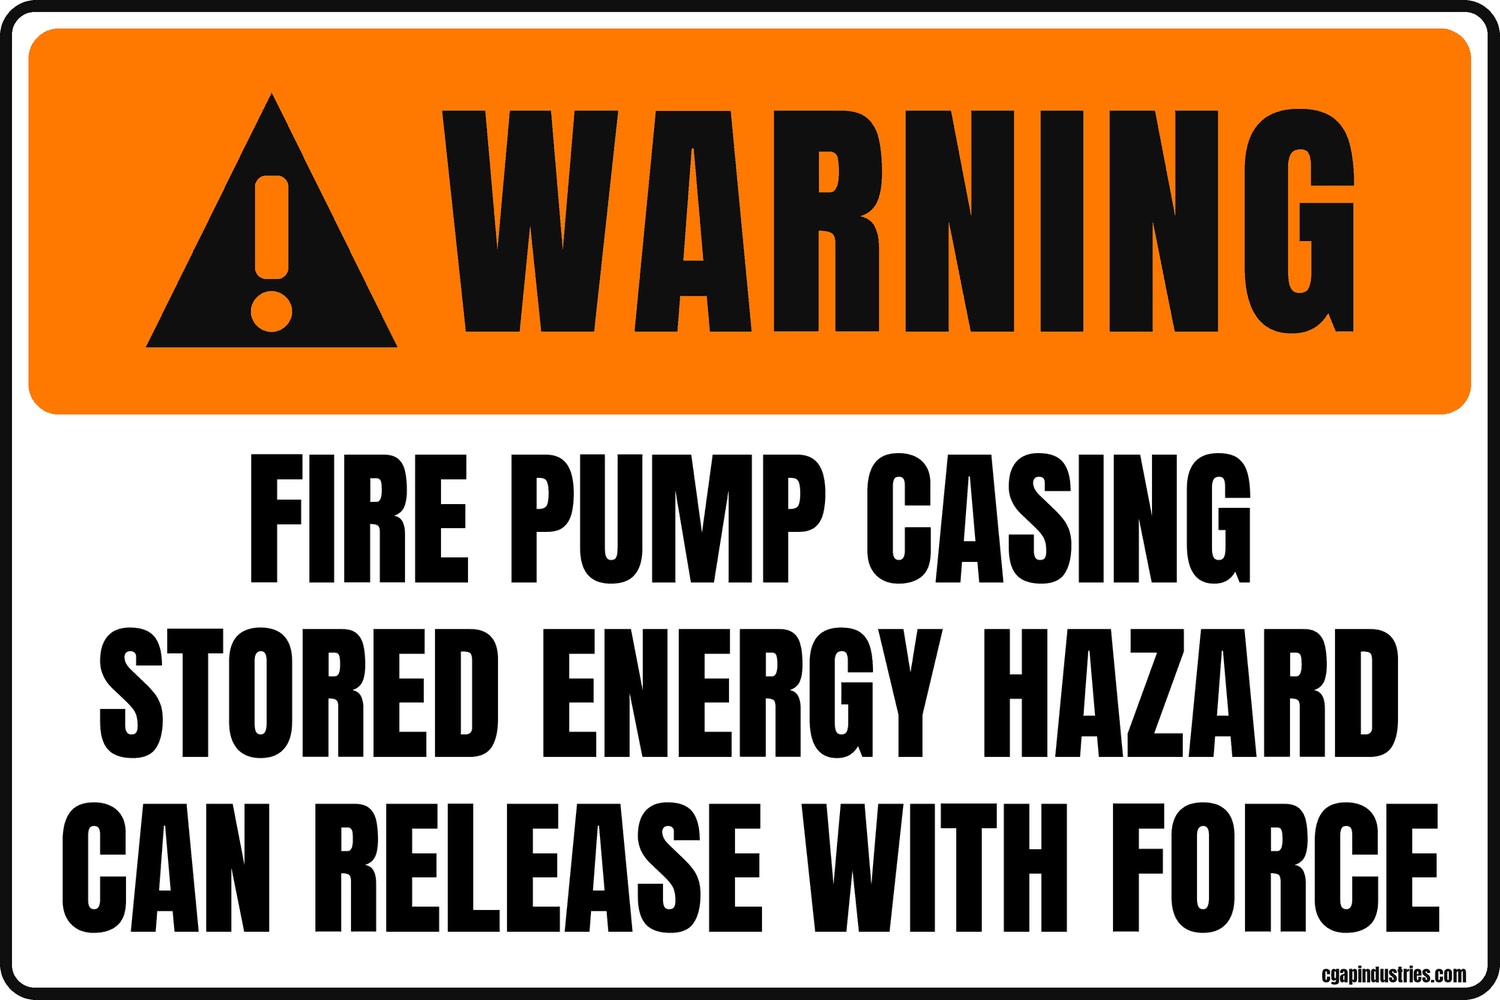 WARNING
FIRE PUMP CASING
STORED ENERGY HAZARD
CAN RELEASE WITH FORCE
cgapindustries.com